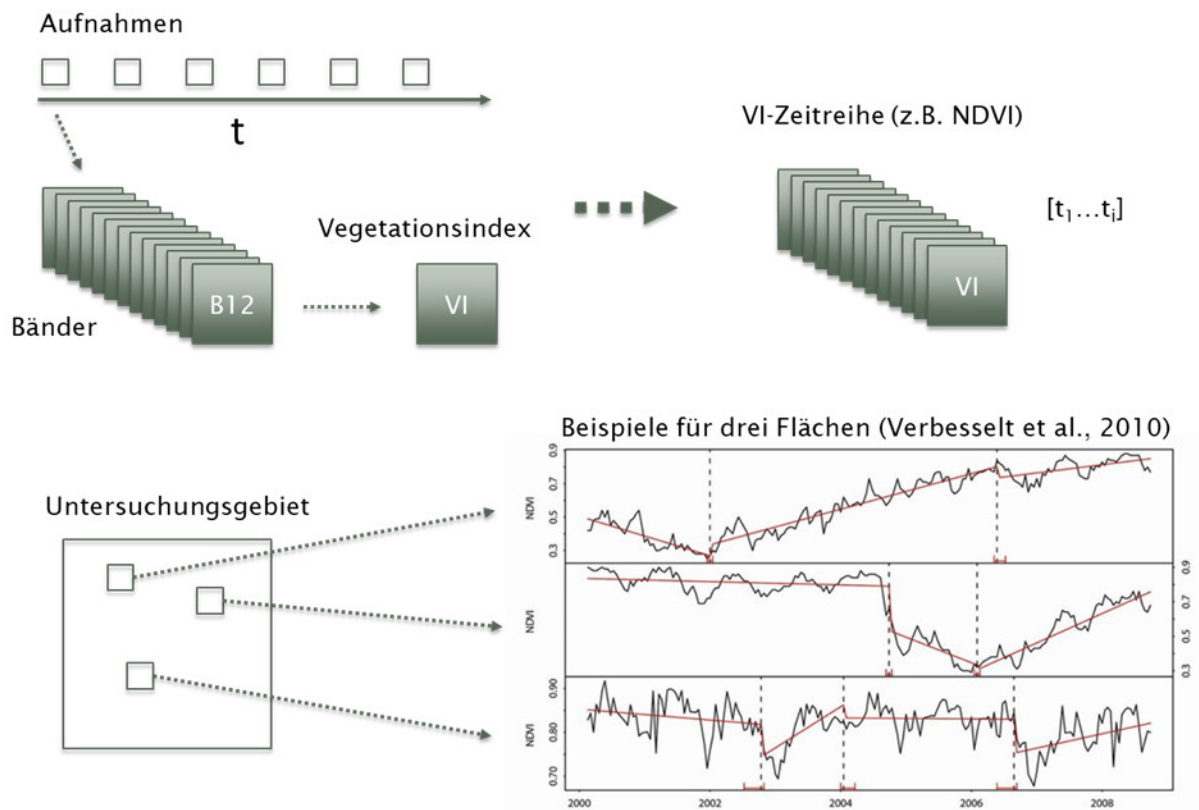 Aufnahmen
t
VI-Zeitreihe (z.B. NDVI)
[t₁...tᵢ]
Vegetationsindex
B12
VI
VI
Bänder
Beispiele für drei Flächen (Verbesselt et al., 2010)
Untersuchungsgebiet
NDVI
0.9
0.7
0.5
0.3
NDVI
0.9
0.7
0.5
0.3
NDVI
0.90
0.80
0.70
2000 2002 2004 2006 2008